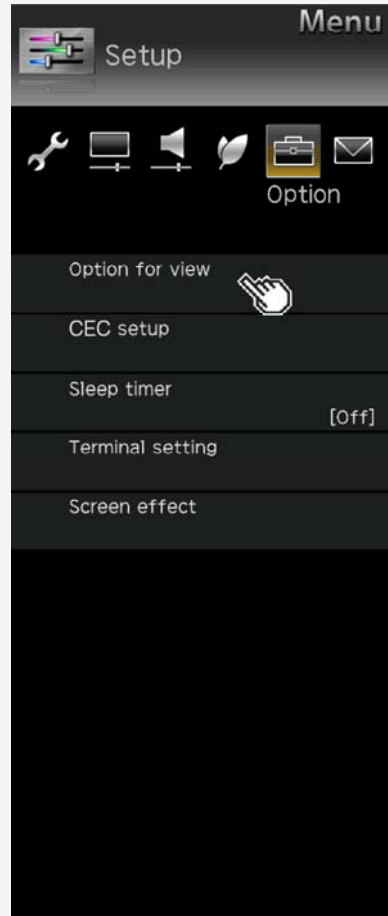 Menu
Setup
Option
Option for view
CEC setup
Sleep timer
[Off]
Terminal setting
Screen effect